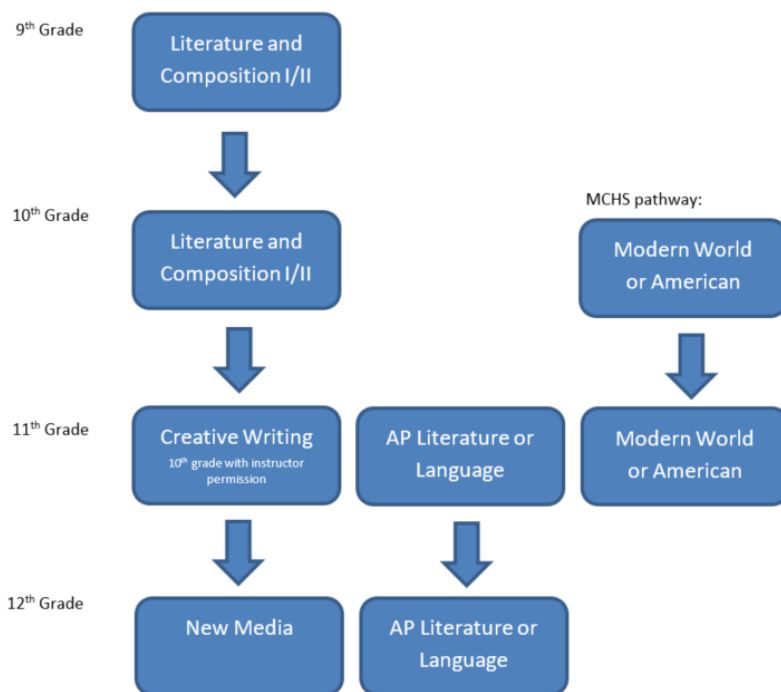 9th Grade
Literature and
Composition I/II
10th Grade
Literature and
Composition I/II
MCHS pathway:
Modern World
or American
11th Grade
Creative Writing
10th grade with instructor
permission
AP Literature or
Language
Modern World
or American
12th Grade
New Media
AP Literature or
Language